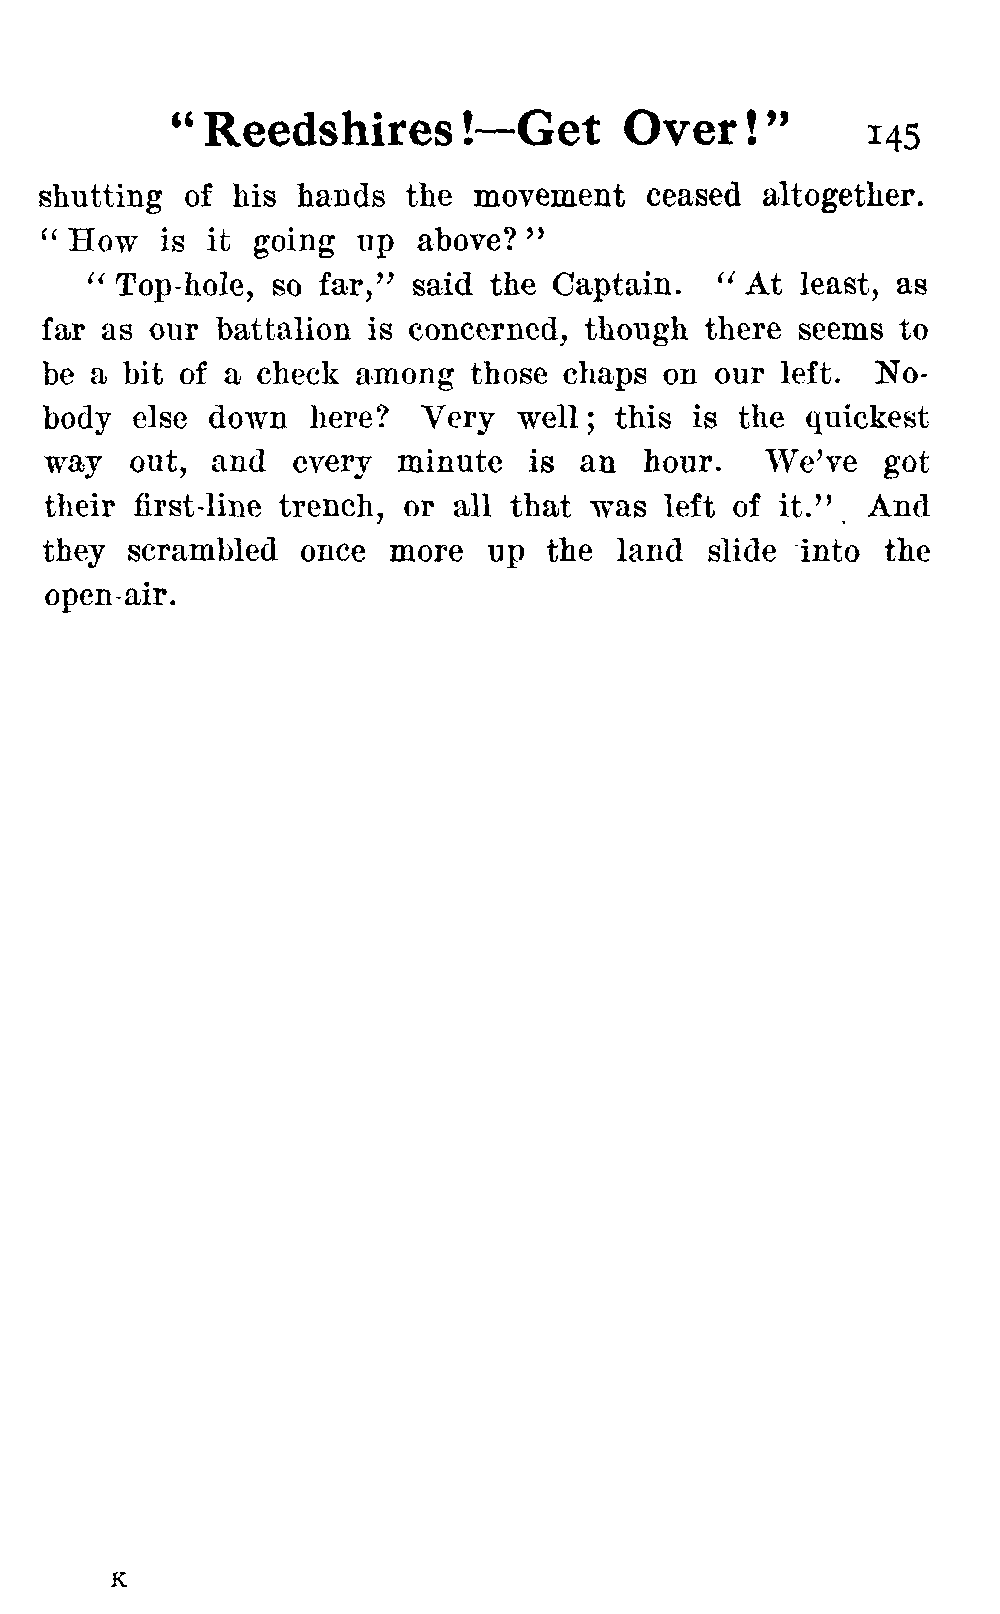 "Reedshires!—Get Over!" 145
shutting of his hands the movement ceased altogether.
"How is it going up above?"
"Top-hole, so far," said the Captain. "At least, as
far as our battalion is concerned, though there seems to
be a bit of a check among those chaps on our left. No-
body else down here? Very well; this is the quickest
way out, and every minute is an hour. We've got
their first-line trench, or all that was left of it." And
they scrambled once more up the land slide into the
open-air.
K